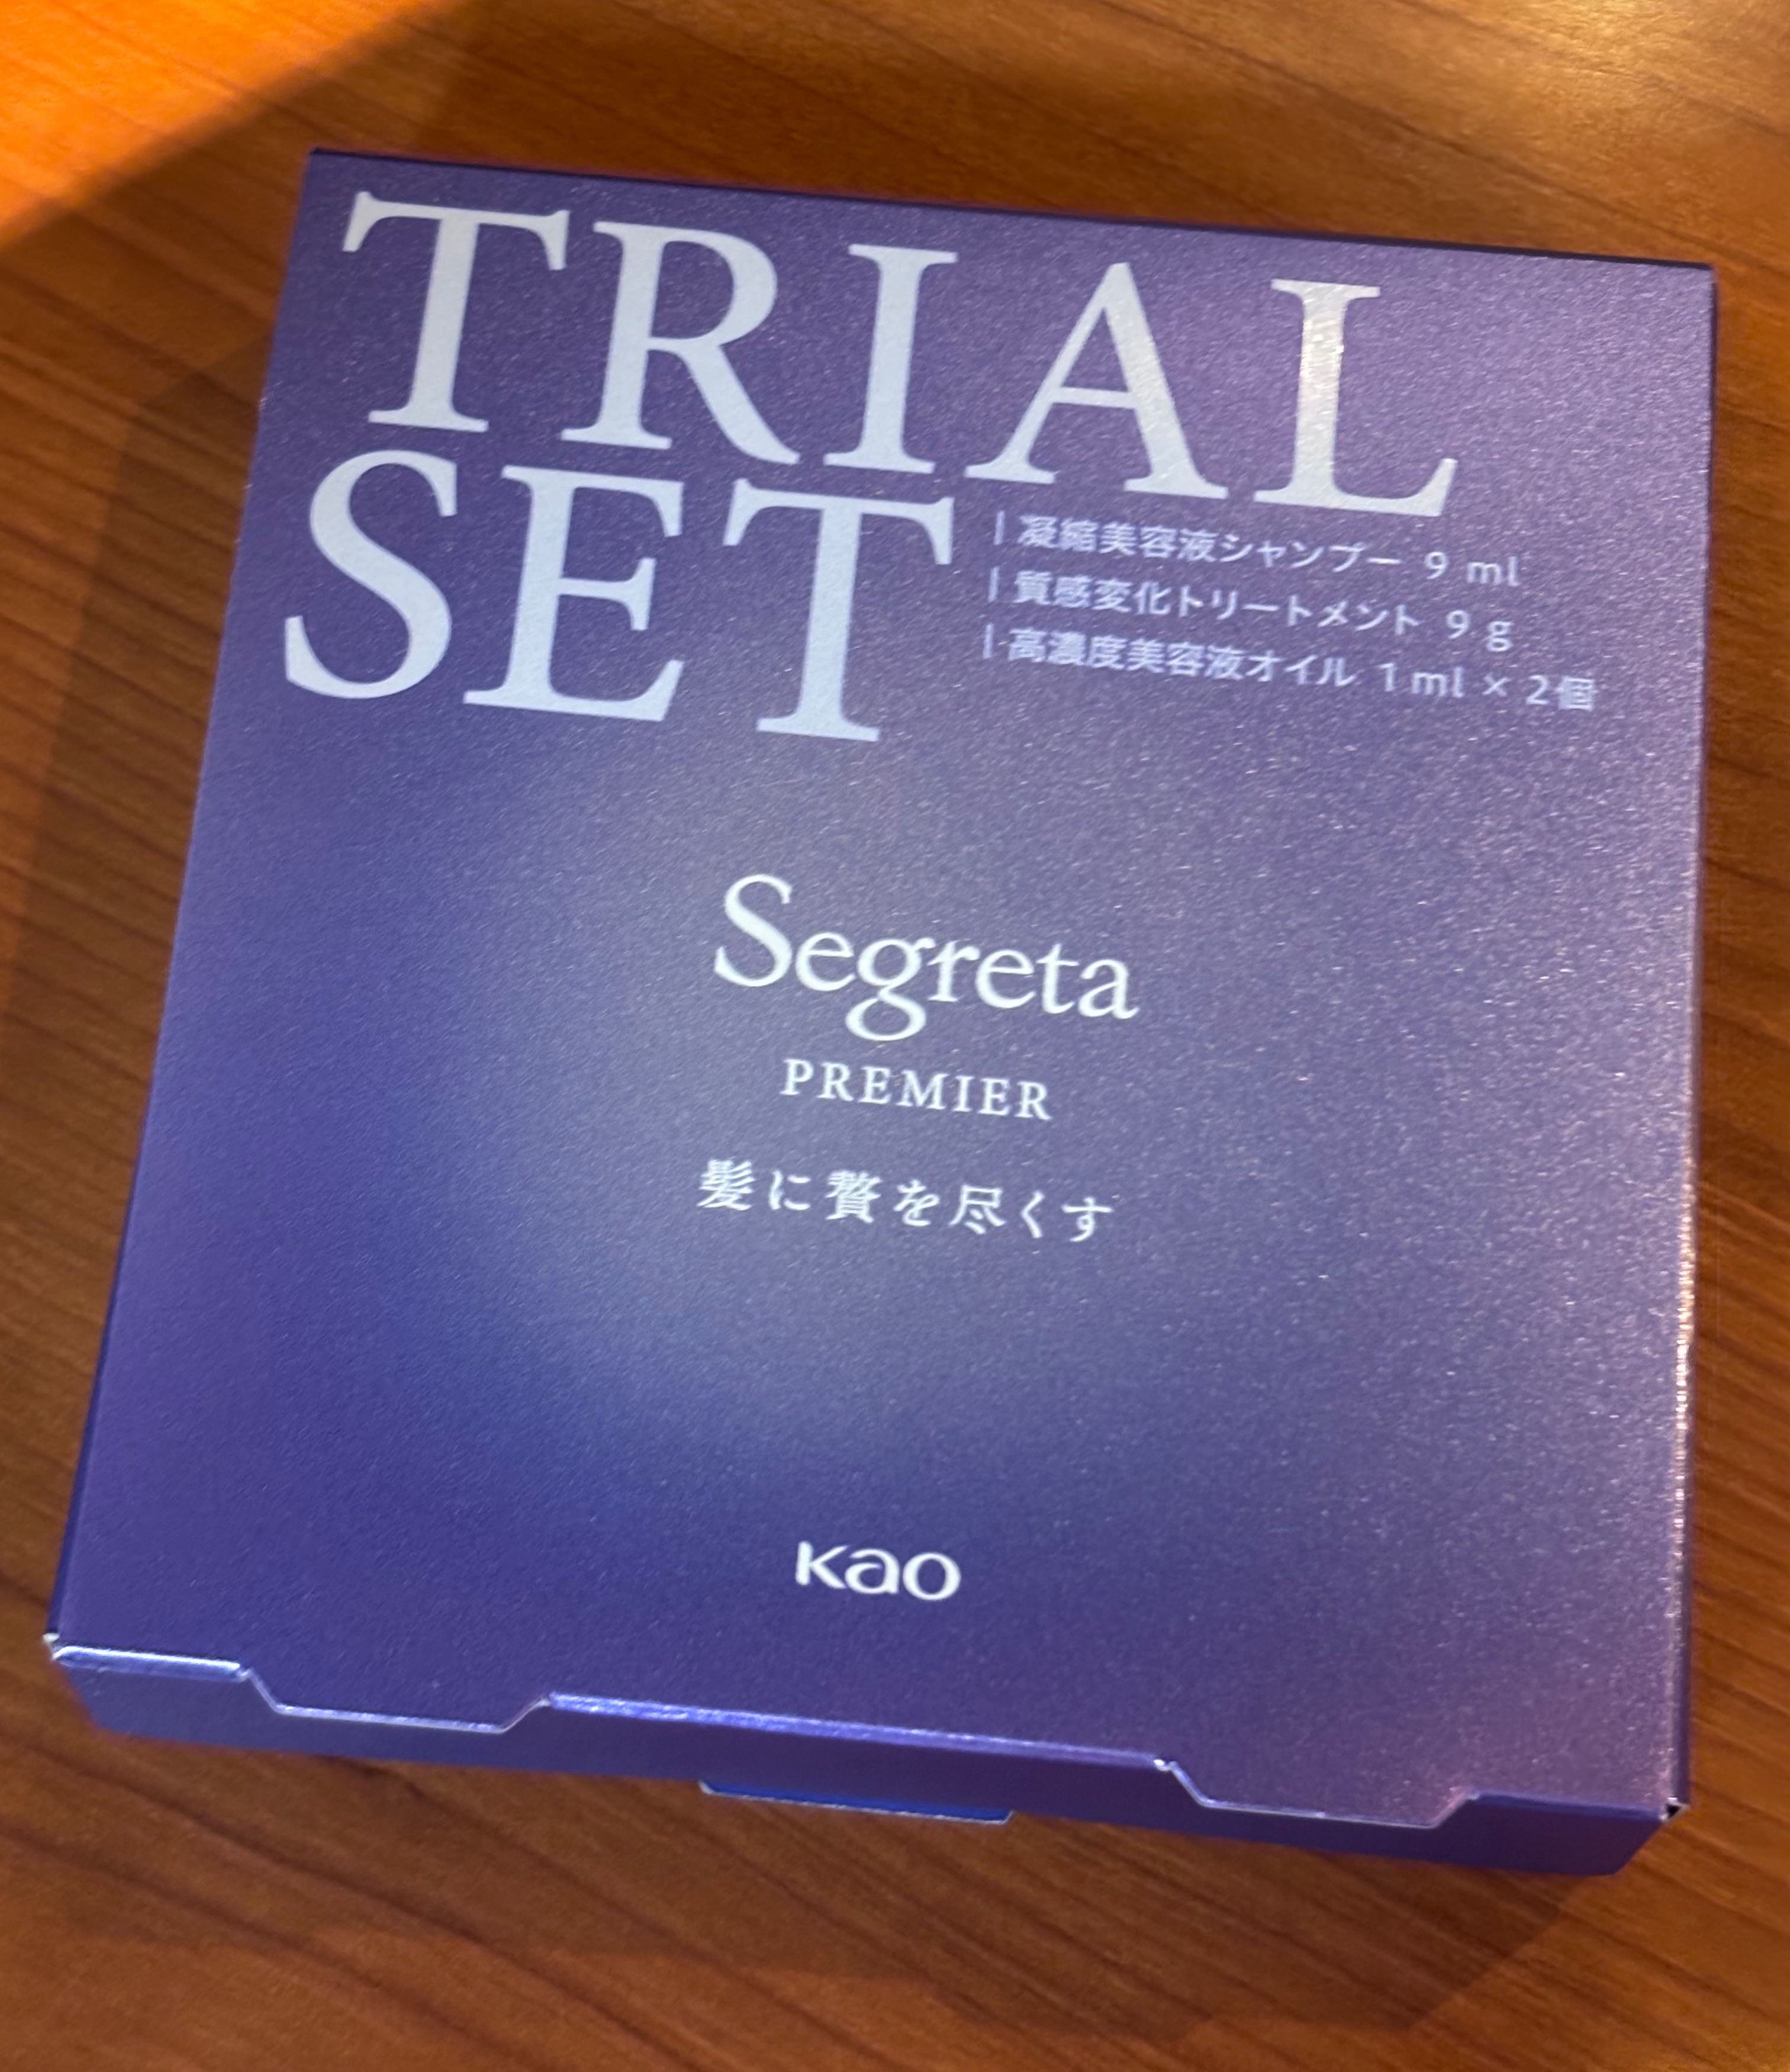 TRIAL
SET
|凝縮美容液シャンプー 9 ml
|質感変化トリートメント 9 g
|高濃度美容液オイル 1ml × 2個
Segreta
PREMIER
髪に贅を尽くす
Kao